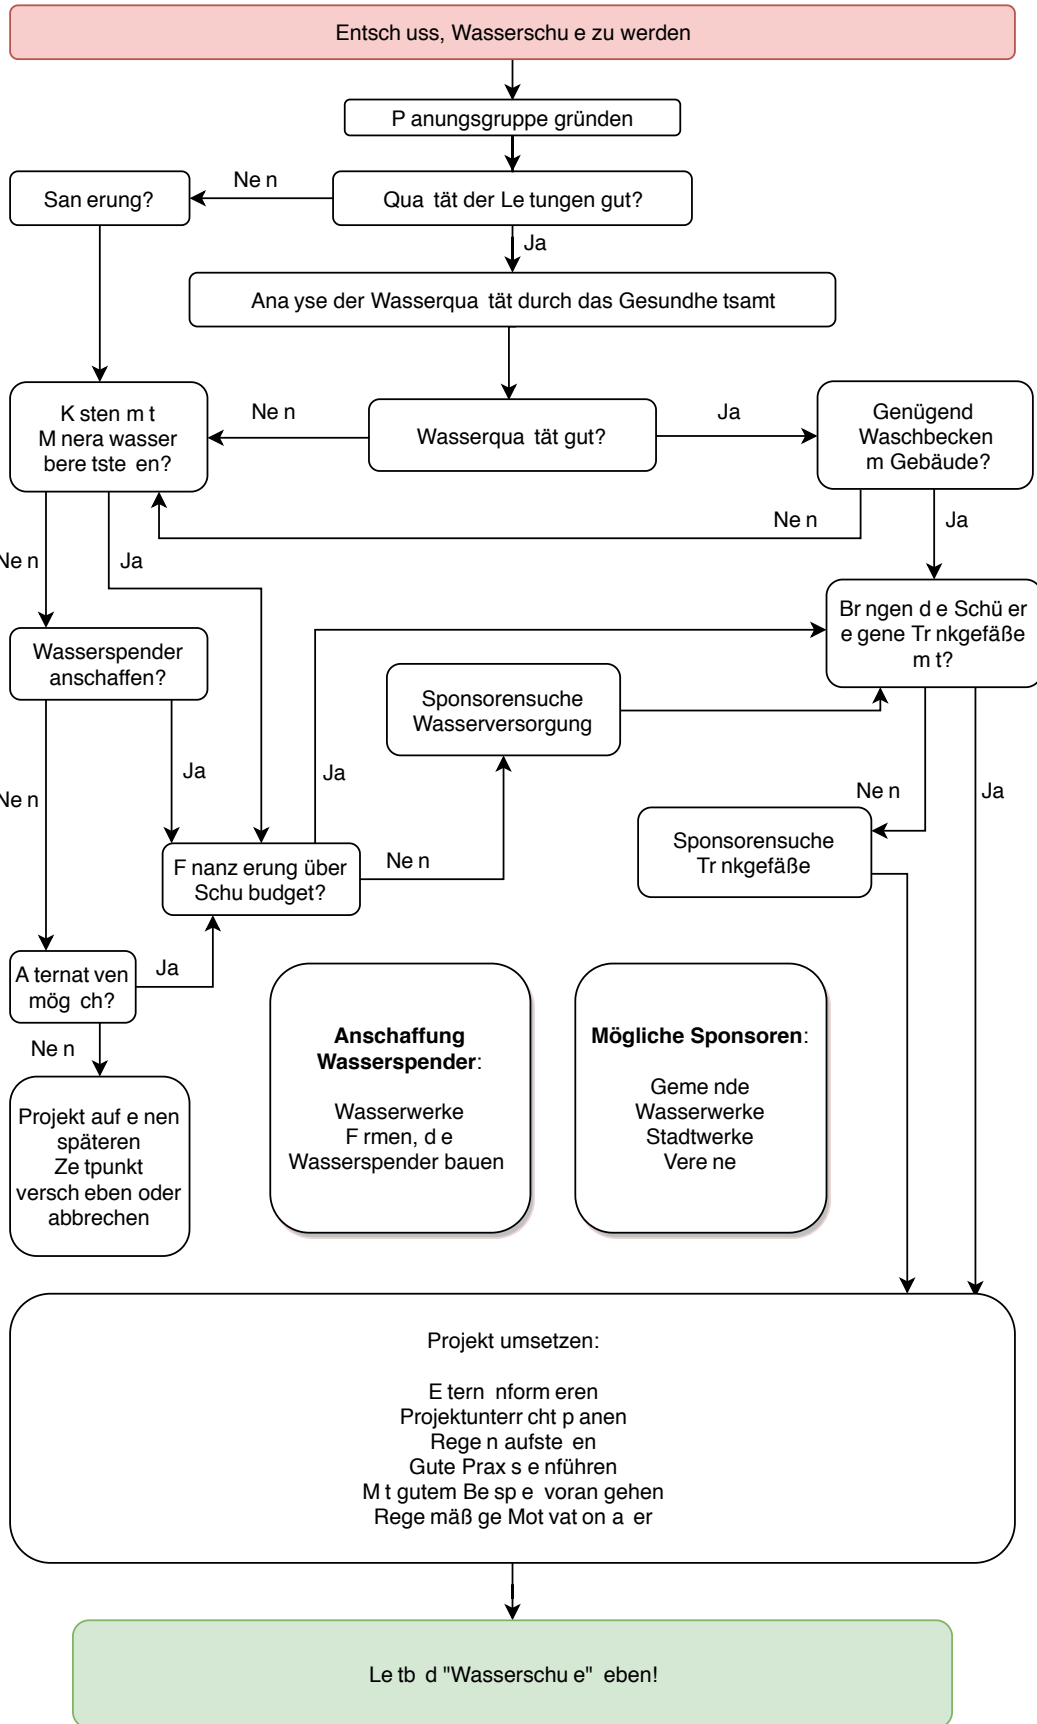 Entsch uss, Wasserschu e zu werden
P anungsgruppe gründen
Ne n
San erung?
Qua tät der Le tungen gut?
Ja
Ana yse der Wasserqua tät durch das Gesundhe tsamt
K sten m t
M nera wasser
bere tste en?
Ne n
Wasserqua tät gut?
Ja
Genügend
Waschbecken
m Gebäude?
Ne n
Ja
Ne n
Ja
Br ngen d e Schü er
e gene Tr nkgefäße
m t?
Wasserspender
anschaffen?
Sponsorensuche
Wasserversorgung
Ja
Ja
Ne n
Ne n
Ja
Sponsorensuche
Tr nkgefäße
F nanz erung über
Schu budget?
Ne n
A ternat ven
mög ch?
Ja
Ne n
Projekt auf e nen
späteren
Ze tpunkt
versch eben oder
abbrechen
Anschaffung
Wasserspender:
Wasserwerke
F rmen, d e
Wasserspender bauen
Mögliche Sponsoren:
Geme nde
Wasserwerke
Stadtwerke
Vere ne
Projekt umsetzen:
E tern nform eren
Projektunterr cht p anen
Rege n aufste en
Gute Prax s e nführen
M t gutem Be sp e voran gehen
Rege mäß ge Mot vat on a er
Le tb d "Wasserschu e" eben!